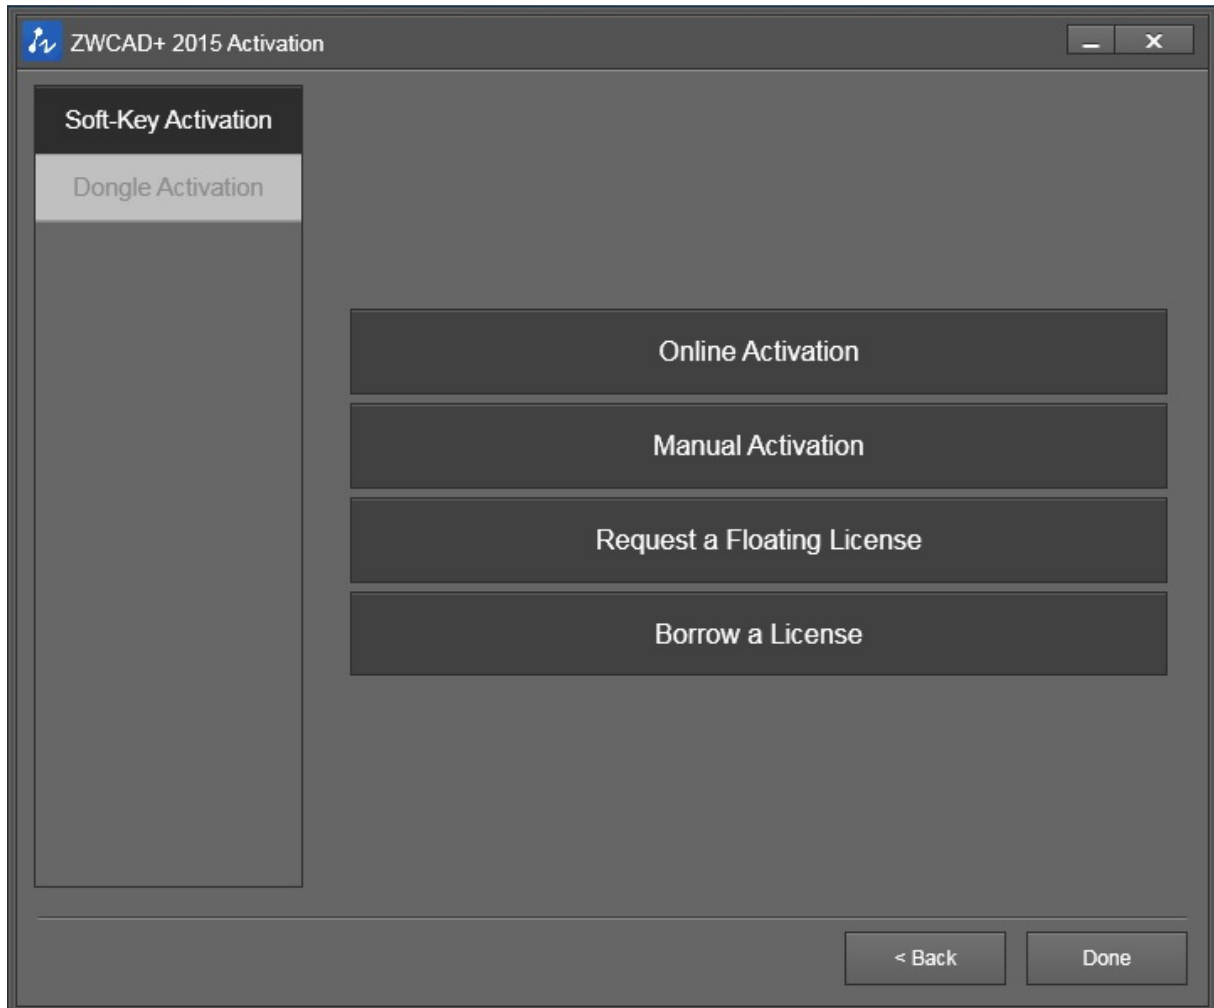 ZWCAD+ 2015 Activation
Soft-Key Activation
Dongle Activation
Online Activation
Manual Activation
Request a Floating License
Borrow a License
< Back
Done